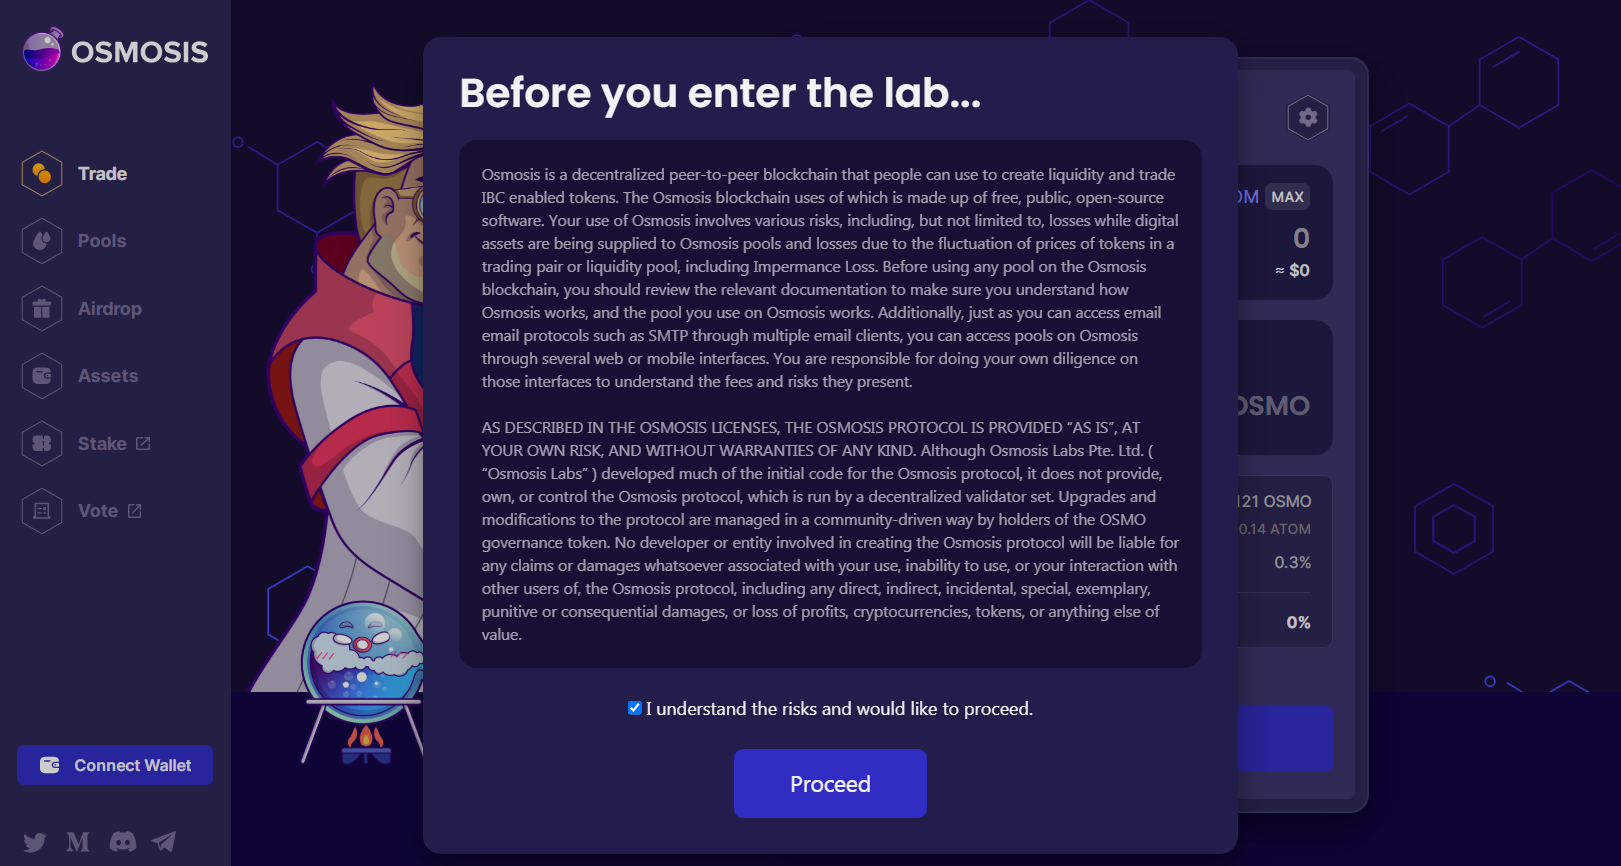 OSMOSIS
Trade
Pools
Airdrop
Assets
Stake
Vote
Connect Wallet
Before you enter the lab...
Osmosis is a decentralized peer-to-peer blockchain that people can use to create liquidity and trade
IBC enabled tokens. The Osmosis blockchain uses of which is made up of free, public, open-source
software. Your use of Osmosis involves various risks, including, but not limited to, losses while digital
assets are being supplied to Osmosis pools and losses due to the fluctuation of prices of tokens in a
trading pair or liquidity pool, including Impermance Loss. Before using any pool on the Osmosis
blockchain, you should review the relevant documentation to make sure you understand how
Osmosis works, and the pool you use on Osmosis works. Additionally, just as you can access email
email protocols such as SMTP through multiple email clients, you can access pools on Osmosis
through several web or mobile interfaces. You are responsible for doing your own diligence on
those interfaces to understand the fees and risks they present.
AS DESCRIBED IN THE OSMOSIS LICENSES, THE OSMOSIS PROTOCOL IS PROVIDED “AS IS”, AT
YOUR OWN RISK, AND WITHOUT WARRANTIES OF ANY KIND. Although Osmosis Labs Pte. Ltd. (
“Osmosis Labs” ) developed much of the initial code for the Osmosis protocol, it does not provide,
own, or control the Osmosis protocol, which is run by a decentralized validator set. Upgrades and
modifications to the protocol are managed in a community-driven way by holders of the OSMO
governance token. No developer or entity involved in creating the Osmosis protocol will be liable for
any claims or damages whatsoever associated with your use, inability to use, or your interaction with
other users of, the Osmosis protocol, including any direct, indirect, incidental, special, exemplary,
punitive or consequential damages, or loss of profits, cryptocurrencies, tokens, or anything else of
value.
I understand the risks and would like to proceed.
Proceed
MAX
0
≈ $0
OSMO
121 OSMO
0.14 ATOM
0.3%
0%